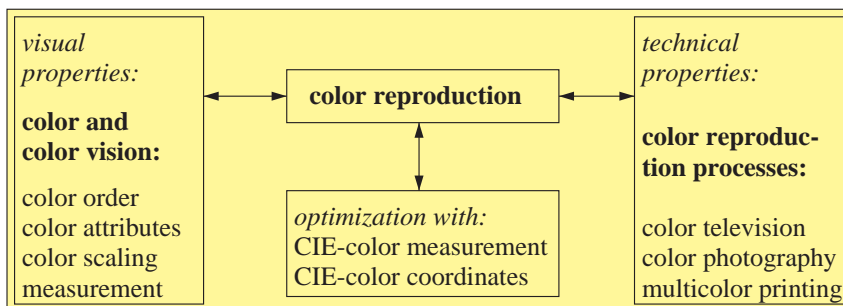 visual
properties:
color and
color vision:
color order
color attributes
color scaling
measurement
color reproduction
optimization with:
CIE-color measurement
CIE-color coordinates
technical
properties:
color reproduc-
tion processes:
color television
color photography
multicolor printing